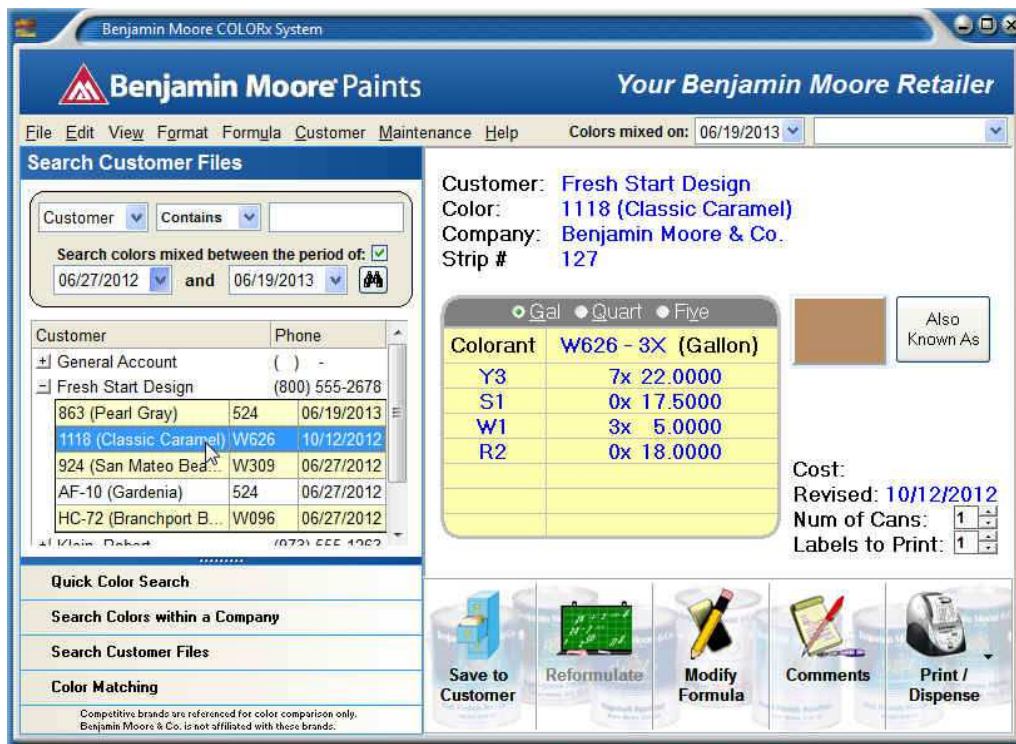 Benjamin Moore COLORx System
Benjamin Moore® Paints
Your Benjamin Moore Retailer
File Edit View Format Formula Customer Maintenance Help Colors mixed on: 06/19/2013
Search Customer Files
Customer Contains
Search colors mixed between the period of:
06/27/2012 and 06/19/2013
Customer Phone
General Account ( ) -
Fresh Start Design (800) 555-2678
863 (Pearl Gray) 524 06/19/2013
1118 (Classic Caramel) W626 10/12/2012
924 (San Mateo Bea... W309 06/27/2012
AF-10 (Gardenia) 524 06/27/2012
HC-72 (Branchport B... W096 06/27/2012
Klein, Robert (973) 555-1263
Quick Color Search
Search Colors within a Company
Search Customer Files
Color Matching
Competitive brands are referenced for color comparison only.
Benjamin Moore & Co. is not affiliated with these brands.
Customer: Fresh Start Design
Color: 1118 (Classic Caramel)
Company: Benjamin Moore & Co.
Strip # 127
Gal Quart Five
Colorant W626 - 3X (Gallon)
Y3 7x 22.0000
S1 0x 17.5000
W1 3x 5.0000
R2 0x 18.0000
Also
Known As
Cost:
Revised: 10/12/2012
Num of Cans: 1
Labels to Print: 1
Save to
Customer
Reformulate
Modify
Formula
Comments
Print /
Dispense